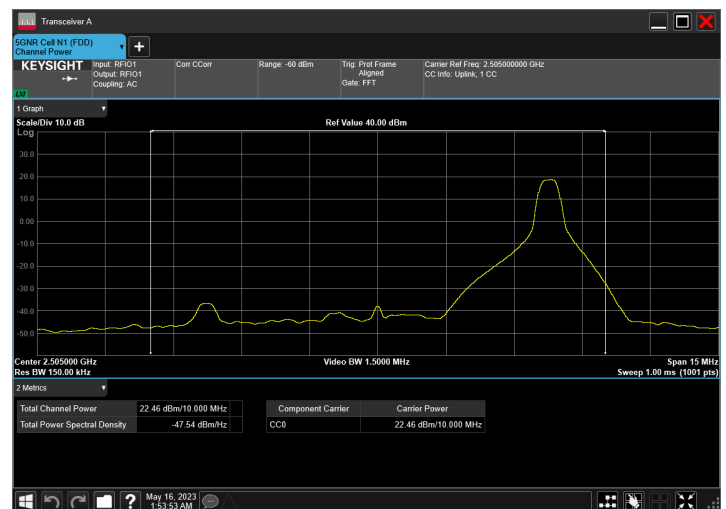 Transceiver A
5GNR Cell N1 (FDD)
Channel Power
KEYSIGHT
LXI
Input: RFIO1
Output: RFIO1
Coupling: AC
Corr CCorr
Range: -60 dBm
Trig: Prot Frame
Aligned
Gate: FFT
Carrier Ref Freq: 2.505000000 GHz
CC Info: Uplink, 1 CC
1 Graph
Scale/Div 10.0 dB
Ref Value 40.00 dBm
Log
30.0
20.0
10.0
0.00
-10.0
-20.0
-30.0
-40.0
-50.0
Center 2.505000 GHz
Video BW 1.5000 MHz
Span 15 MHz
Res BW 150.00 kHz
Sweep 1.00 ms (1001 pts)
2 Metrics
Total Channel Power 22.46 dBm/10.000 MHz
Total Power Spectral Density -47.54 dBm/Hz
Component Carrier Carrier Power
CC0 22.46 dBm/10.000 MHz
?
May 16, 2023
1:53:53 AM